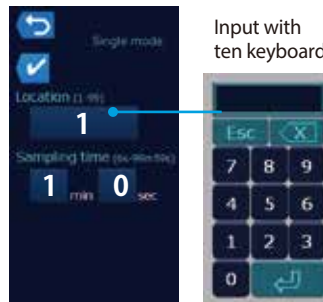 Single mode
Input with
ten keyboard
Location [1-99]
1
Sampling time [6s-99m59s]
1 min 0 sec
Esc
7 8 9
4 5 6
1 2 3
0